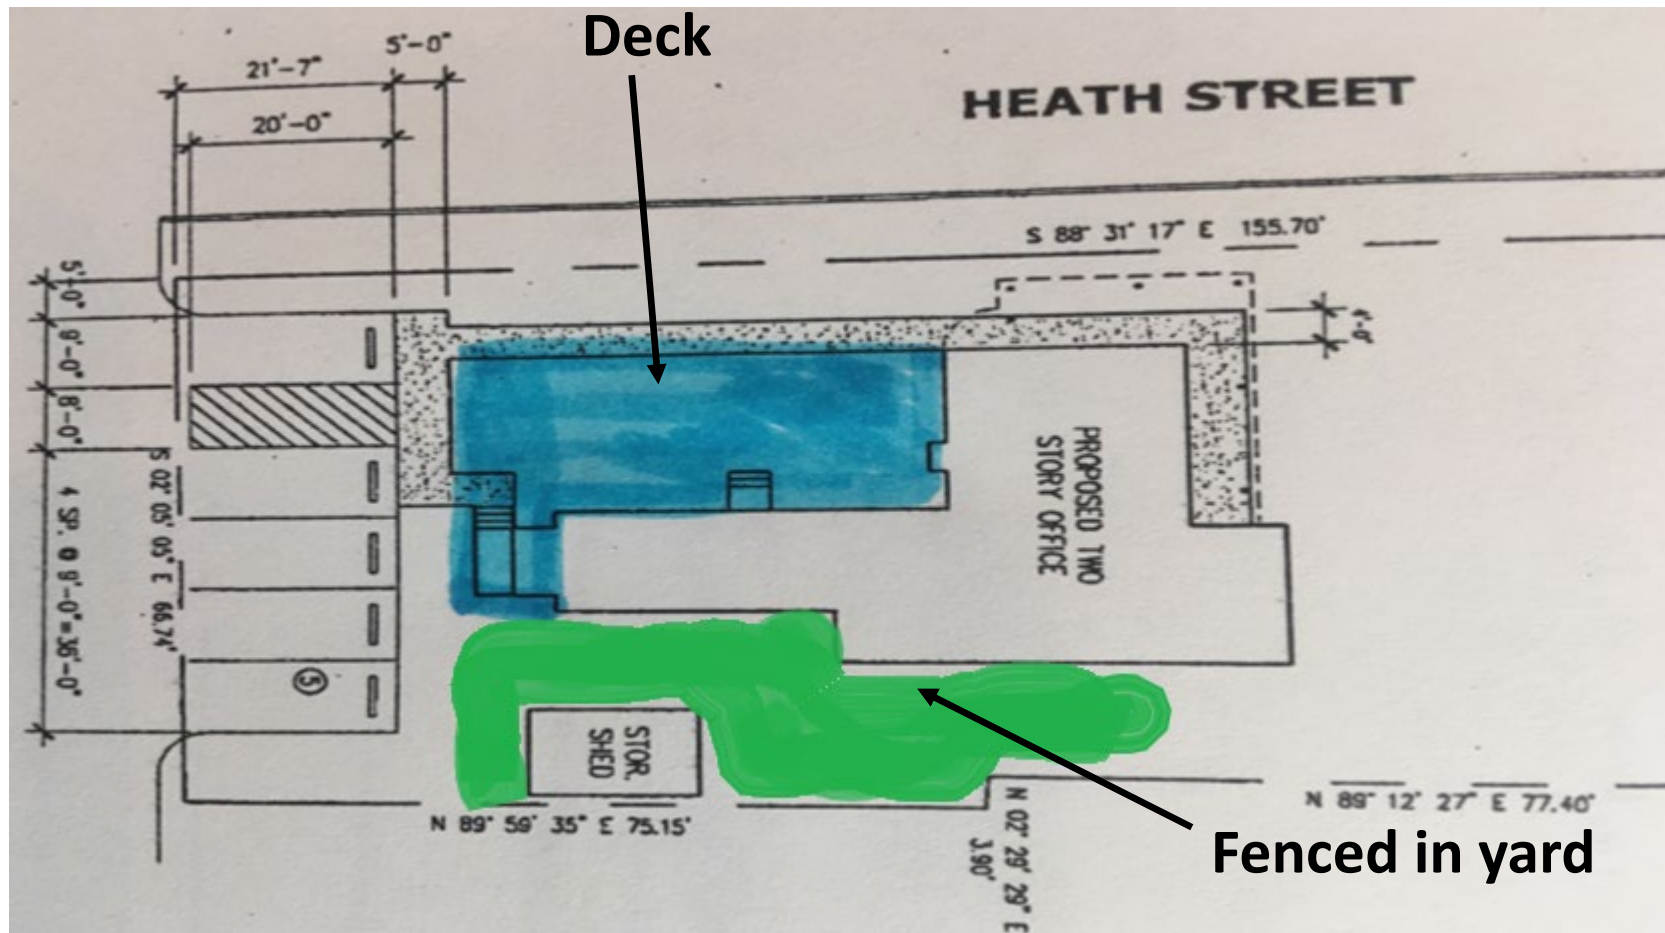 Deck
5'-0"
21'-7"
20'-0"
HEATH STREET
S 88° 31' 17" E 155.70'
5'-0"
9'-0"
8'-0"
4'-0"
PROPOSED TWO
STORY OFFICE
S 02° 05' 05" E 66.74'
4 SP. @ 9'-0"=36'-0"
5
STOR.
SHED
N 89° 59' 35" E 75.15'
N 02° 29' 29" E
3.90'
N 89° 12' 27" E 77.40'
Fenced in yard